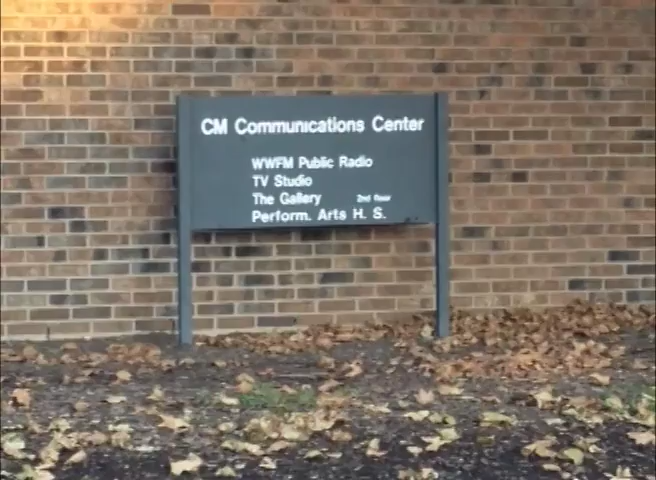 CM Communications Center
WWFM Public Radio
TV Studio
The Gallery 2nd floor
Perform. Arts H. S.